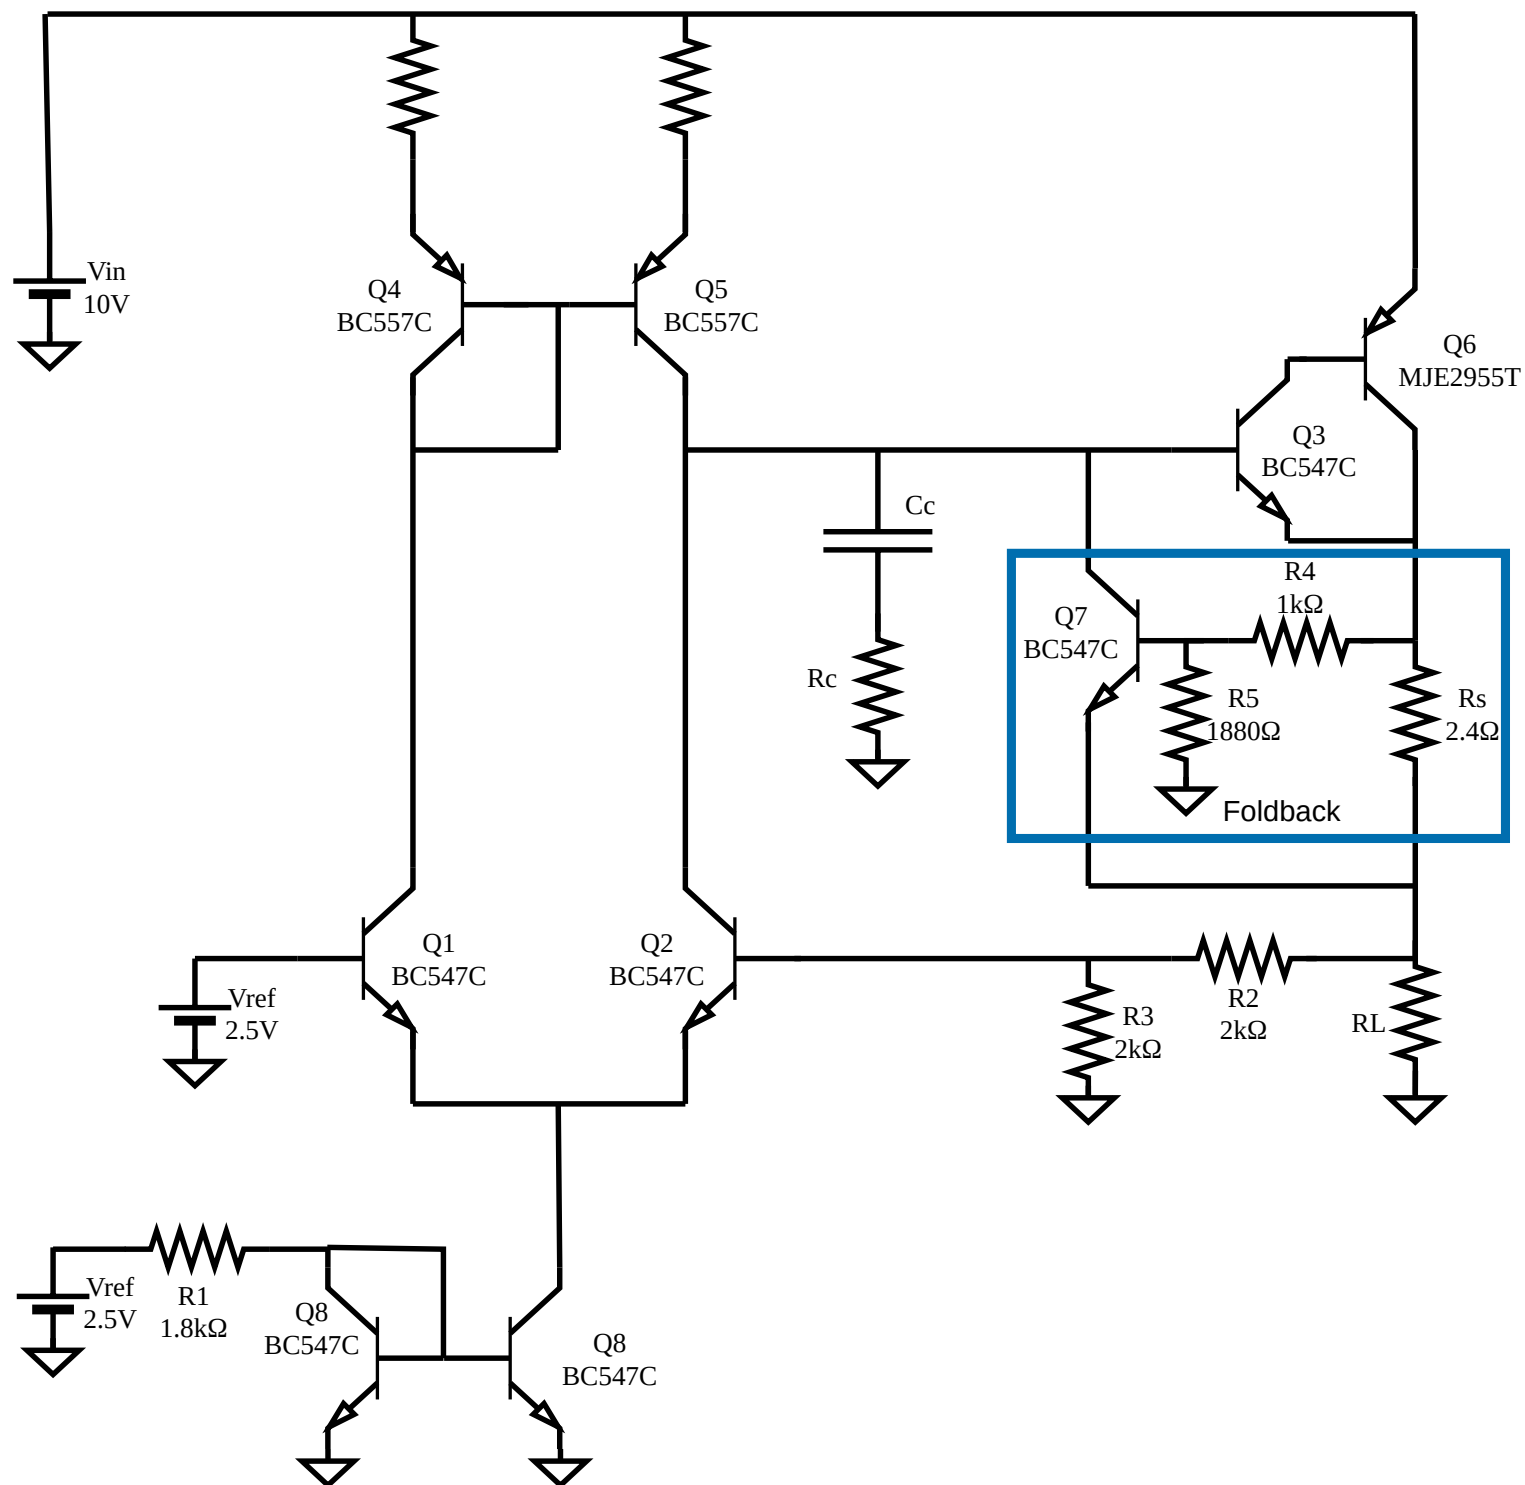 Vin
10V
Q4
BC557C
Q5
BC557C
Q6
MJE2955T
Q3
BC547C
Cc
Rc
R4
1kΩ
Q7
BC547C
R5
1880Ω
Rs
2.4Ω
Foldback
Q1
BC547C
Q2
BC547C
Vref
2.5V
R3
2kΩ
R2
2kΩ
RL
Vref
2.5V
R1
1.8kΩ
Q8
BC547C
Q8
BC547C